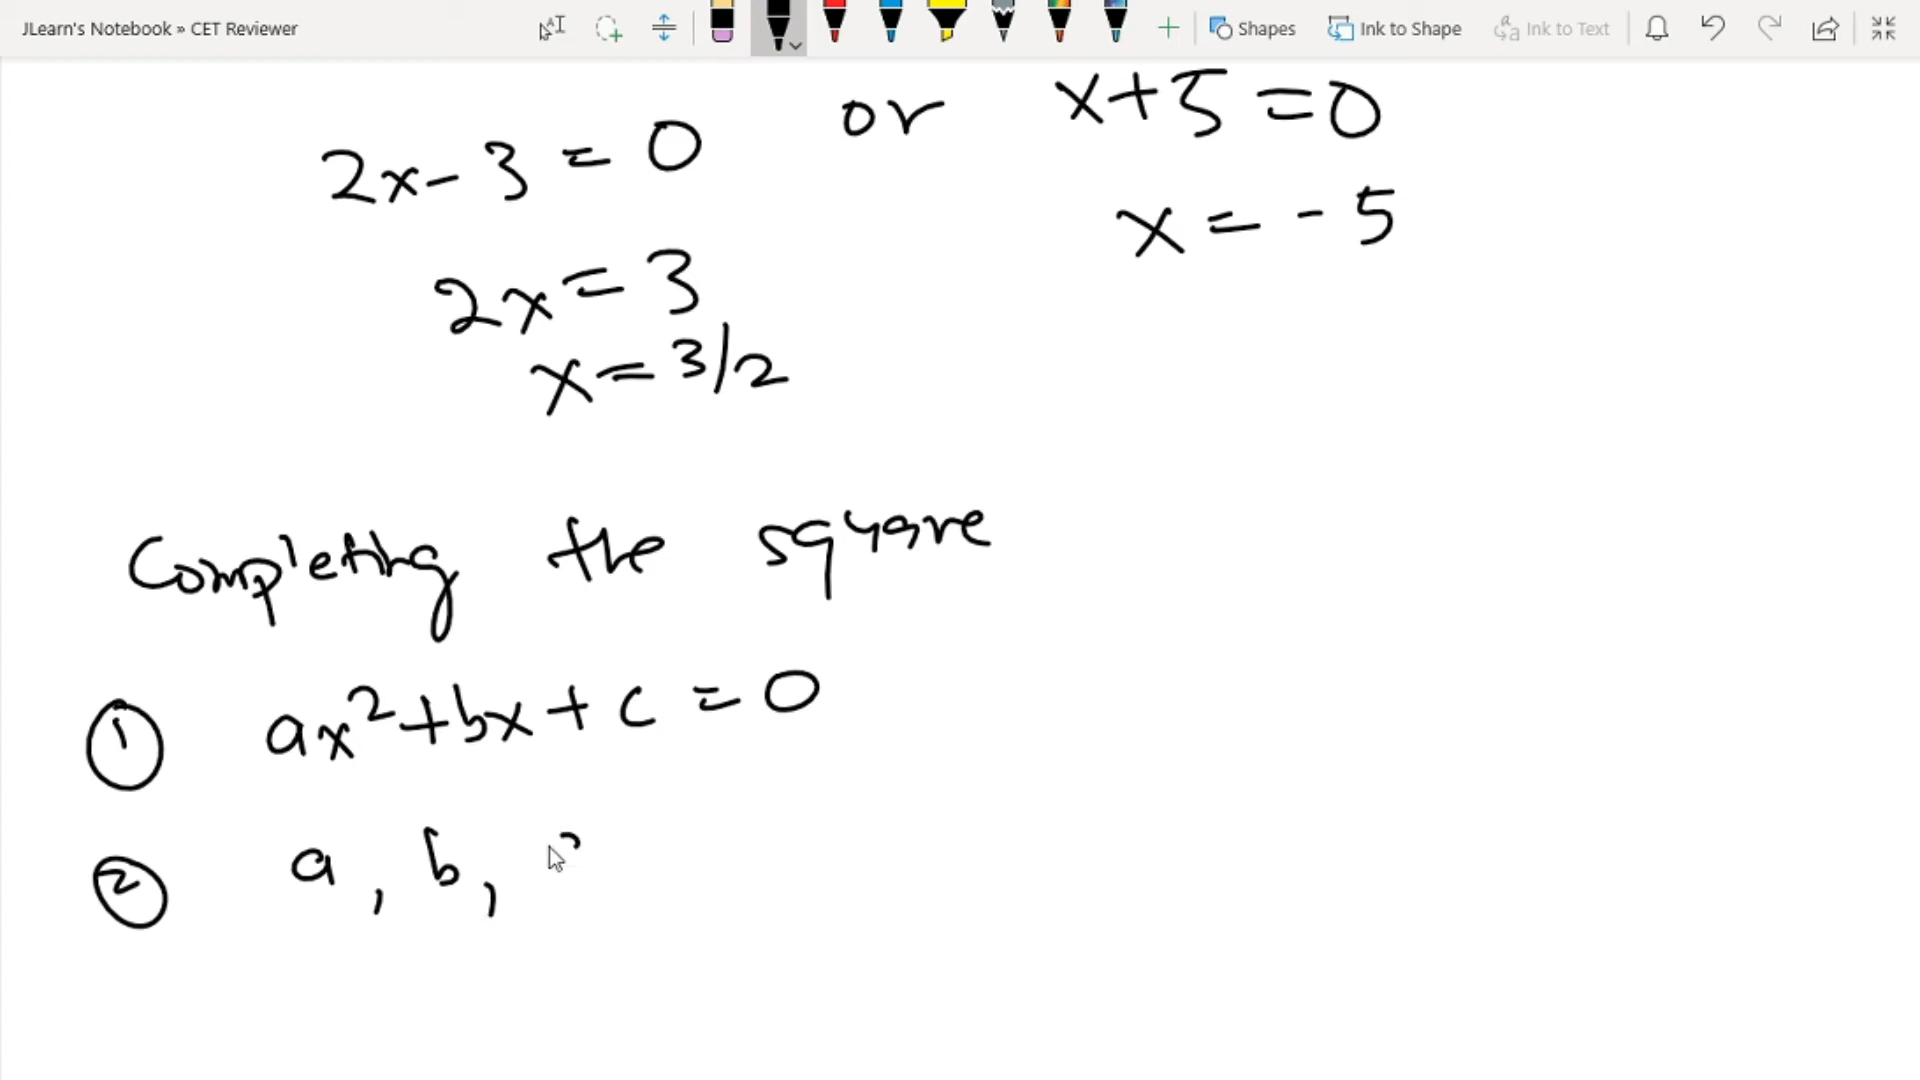 JLearn's Notebook » CET Reviewer
Shapes
Ink to Shape
Ink to Text
2x - 3 = 0 or x + 5 = 0
x = - 5
2x = 3
x = 3/2
Completing the square
① ax²+bx + c = 0
② a, b,